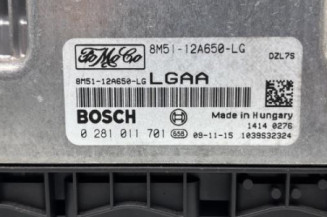 FoMoCo 8M51-12A650-LG DZL7S
8M51-12A650-LG LGAA
BOSCH Made in Hungary
1414 0276
0 281 011 701 09-11-15 1039S32324